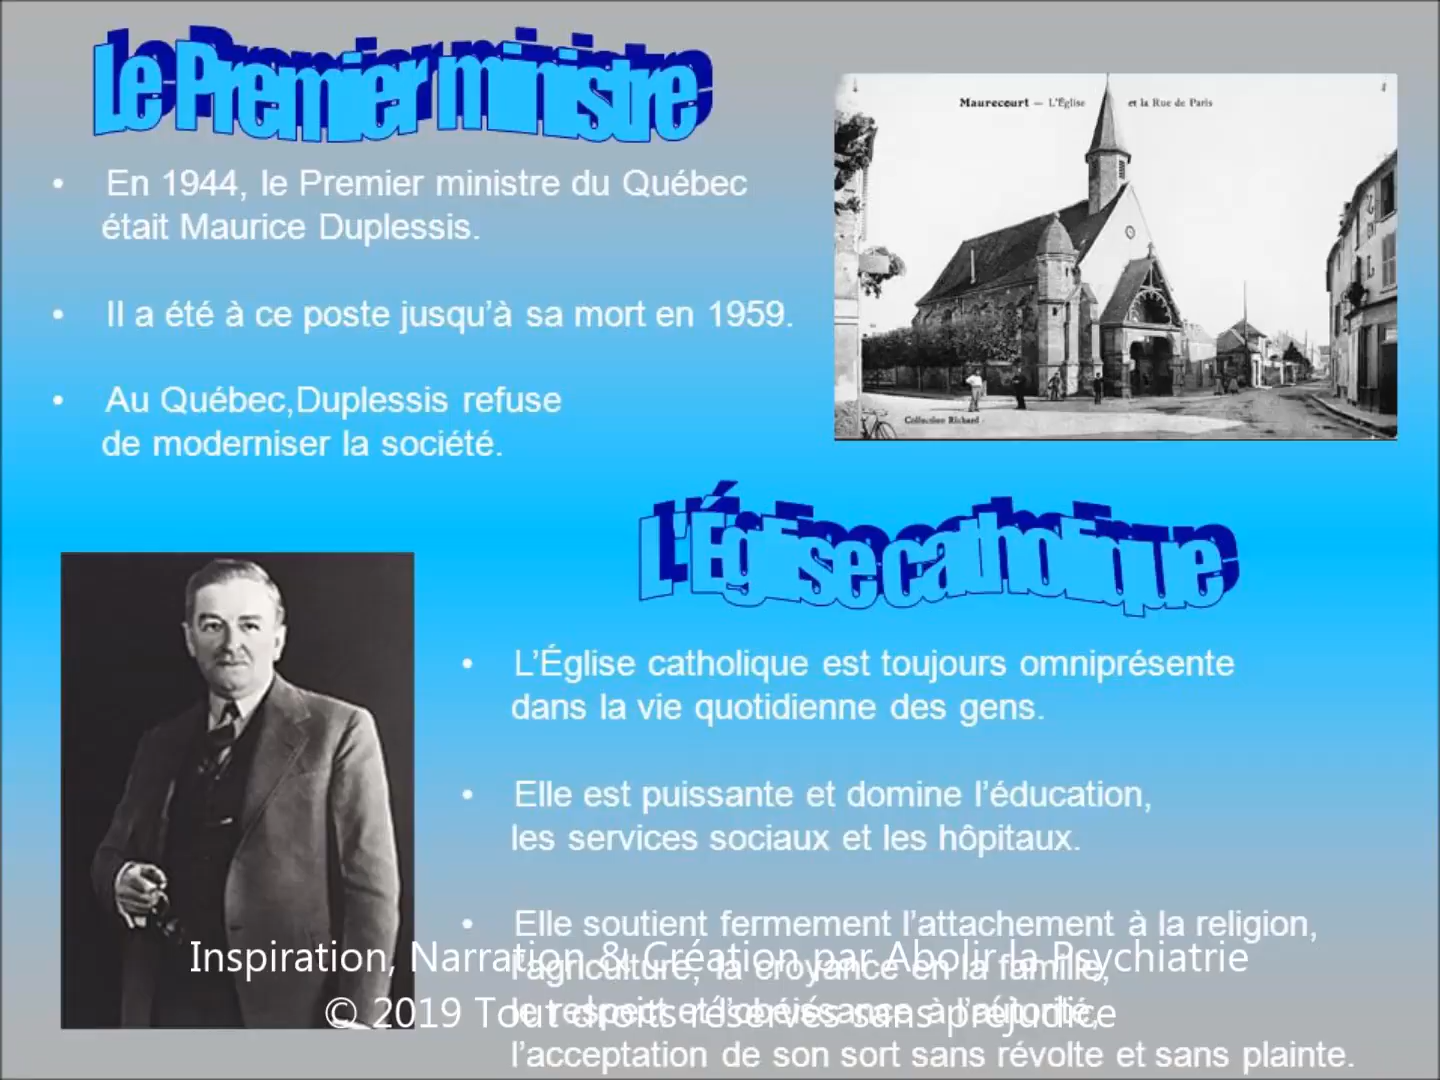 Le Premier ministre
• En 1944, le Premier ministre du Québec
était Maurice Duplessis.
• Il a été à ce poste jusqu’à sa mort en 1959.
• Au Québec,Duplessis refuse
de moderniser la société.
Maurecourt — L'Église et la Rue de Paris
Collection Richard
L'Église catholique
• L’Église catholique est toujours omniprésente
dans la vie quotidienne des gens.
• Elle est puissante et domine l’éducation,
les services sociaux et les hôpitaux.
• Elle soutient fermement l’attachement à la religion,
l’agriculture, la croyance en la famille,
le respect et l’obéissance à l’autorité,
l’acceptation de son sort sans révolte et sans plainte.
Inspiration, Narration & Création par Abolir la Psychiatrie
© 2019 Tout droits réservés sans préjudice